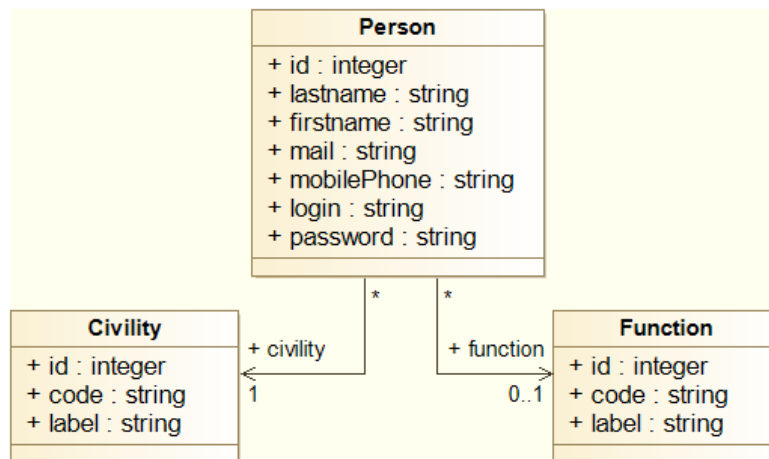 Person
+ id : integer
+ lastname : string
+ firstname : string
+ mail : string
+ mobilePhone : string
+ login : string
+ password : string
* *
Civility
+ id : integer
+ code : string
+ label : string
+ civility
1
+ function
0..1
Function
+ id : integer
+ code : string
+ label : string